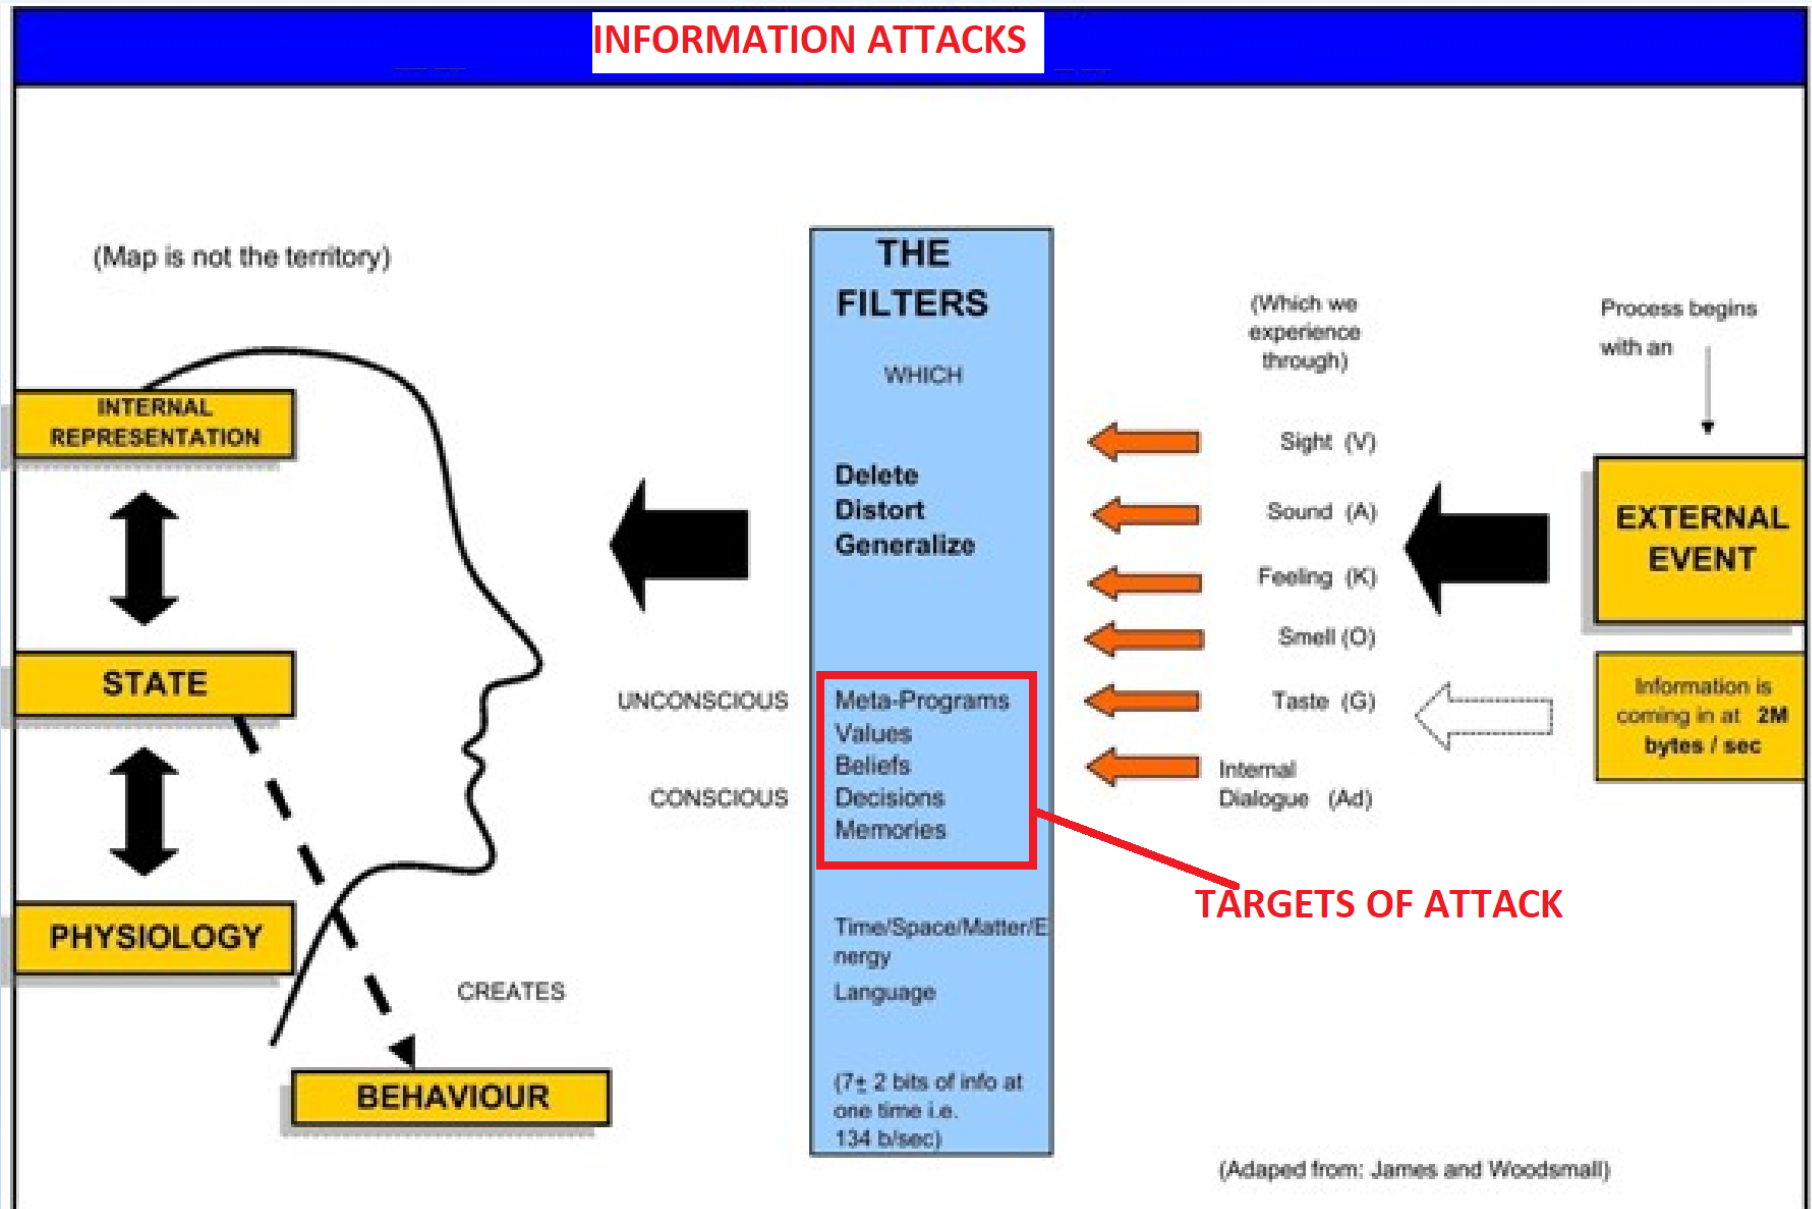 INFORMATION ATTACKS
(Map is not the territory)
INTERNAL
REPRESENTATION
STATE
PHYSIOLOGY
CREATES
BEHAVIOUR
UNCONSCIOUS
CONSCIOUS
THE
FILTERS
WHICH
Delete
Distort
Generalize
Meta-Programs
Values
Beliefs
Decisions
Memories
Time/Space/Matter/E
nergy
Language
(7± 2 bits of info at
one time i.e.
134 b/sec)
(Which we
experience
through)
Sight (V)
Sound (A)
Feeling (K)
Smell (O)
Taste (G)
Internal
Dialogue (Ad)
TARGETS OF ATTACK
Process begins
with an
EXTERNAL
EVENT
Information is
coming in at 2M
bytes / sec
(Adaped from: James and Woodsmall)